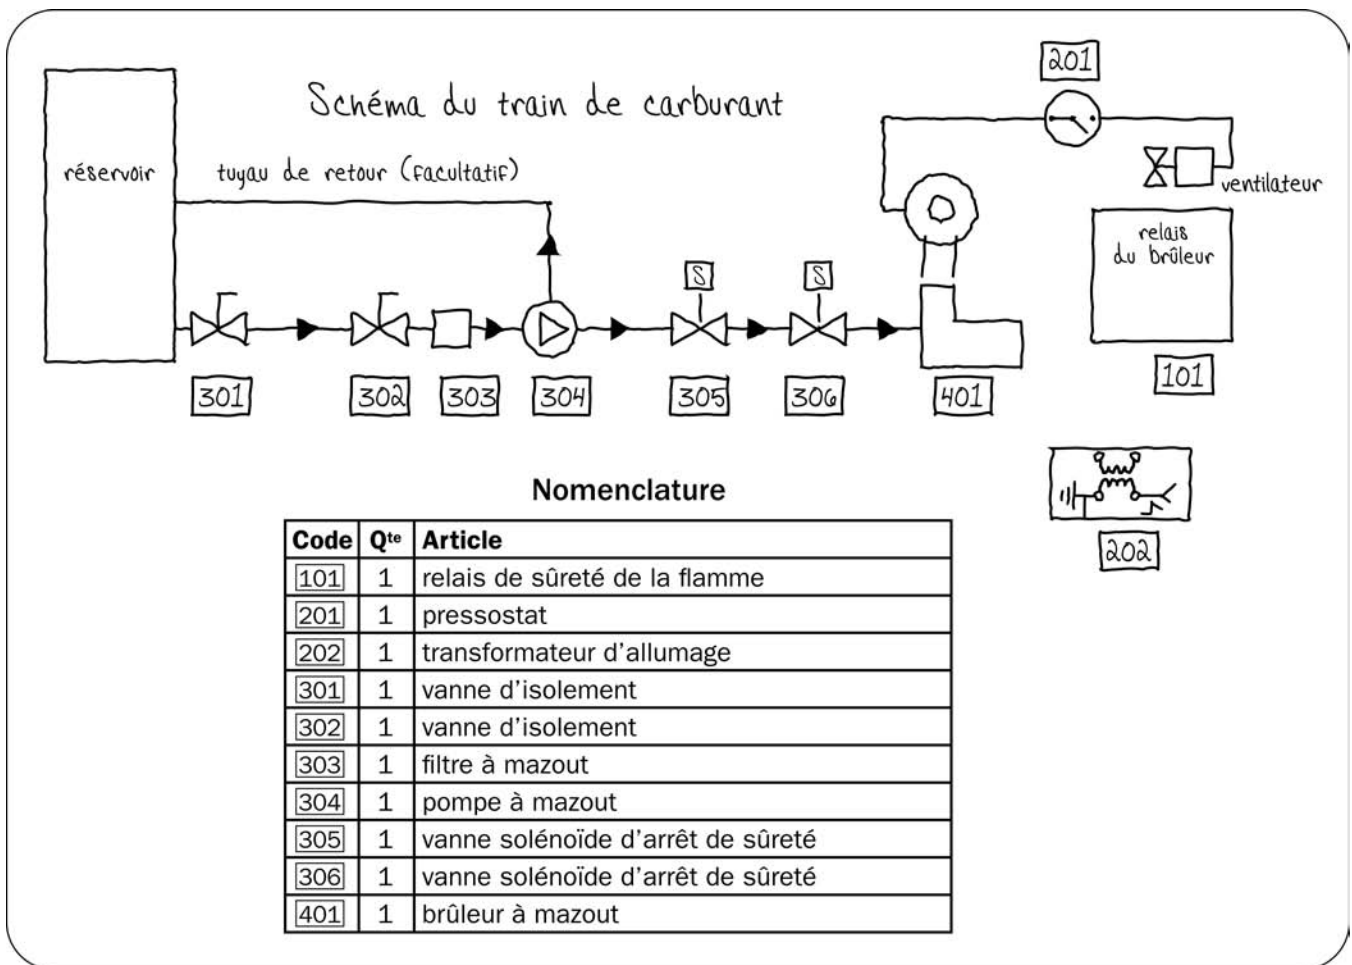 201
Schéma du train de carburant
réservoir
tuyau de retour (facultatif)
ventilateur
relais
du brûleur
S
S
301
302
303
304
305
306
401
101
202
Nomenclature
Code Qte Article
101 1 relais de sûreté de la flamme
201 1 pressostat
202 1 transformateur d'allumage
301 1 vanne d'isolement
302 1 vanne d'isolement
303 1 filtre à mazout
304 1 pompe à mazout
305 1 vanne solénoïde d'arrêt de sûreté
306 1 vanne solénoïde d'arrêt de sûreté
401 1 brûleur à mazout